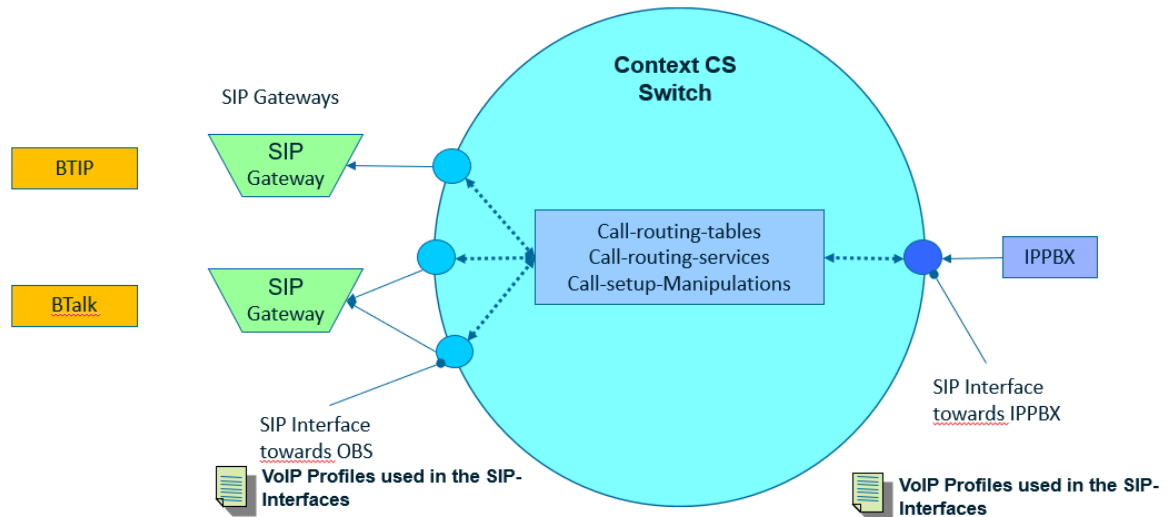 Context CS
Switch
SIP Gateways
BTIP
SIP
Gateway
Call-routing-tables
Call-routing-services
Call-setup-Manipulations
IPPBX
BTalk
SIP
Gateway
SIP Interface
towards OBS
SIP Interface
towards IPPBX
VoIP Profiles used in the SIP-
Interfaces
VoIP Profiles used in the SIP-
Interfaces